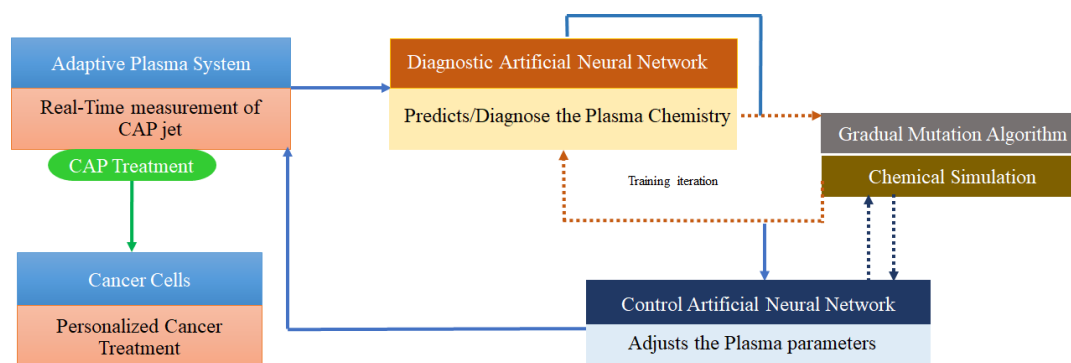 Adaptive Plasma System
Real-Time measurement of
CAP jet
CAP Treatment
Cancer Cells
Personalized Cancer
Treatment
Diagnostic Artificial Neural Network
Predicts/Diagnose the Plasma Chemistry
Training iteration
Gradual Mutation Algorithm
Chemical Simulation
Control Artificial Neural Network
Adjusts the Plasma parameters